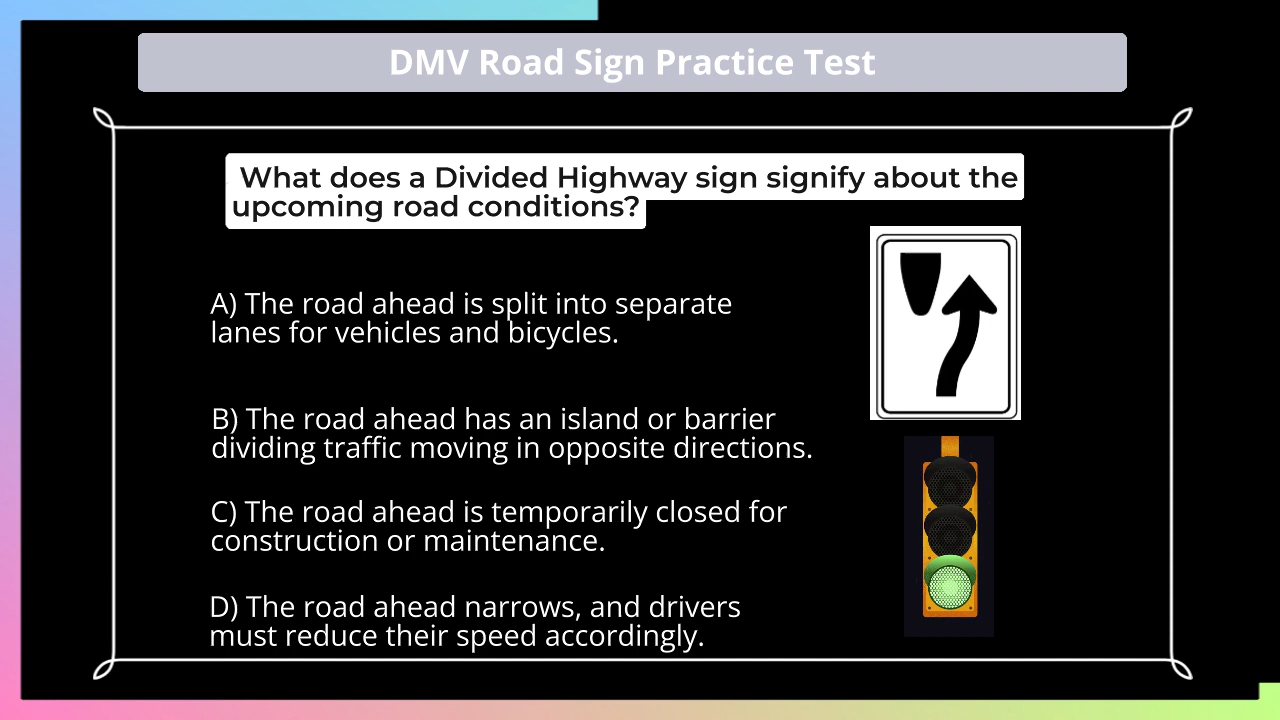 DMV Road Sign Practice Test
What does a Divided Highway sign signify about the
upcoming road conditions?
A) The road ahead is split into separate
lanes for vehicles and bicycles.
B) The road ahead has an island or barrier
dividing traffic moving in opposite directions.
C) The road ahead is temporarily closed for
construction or maintenance.
D) The road ahead narrows, and drivers
must reduce their speed accordingly.